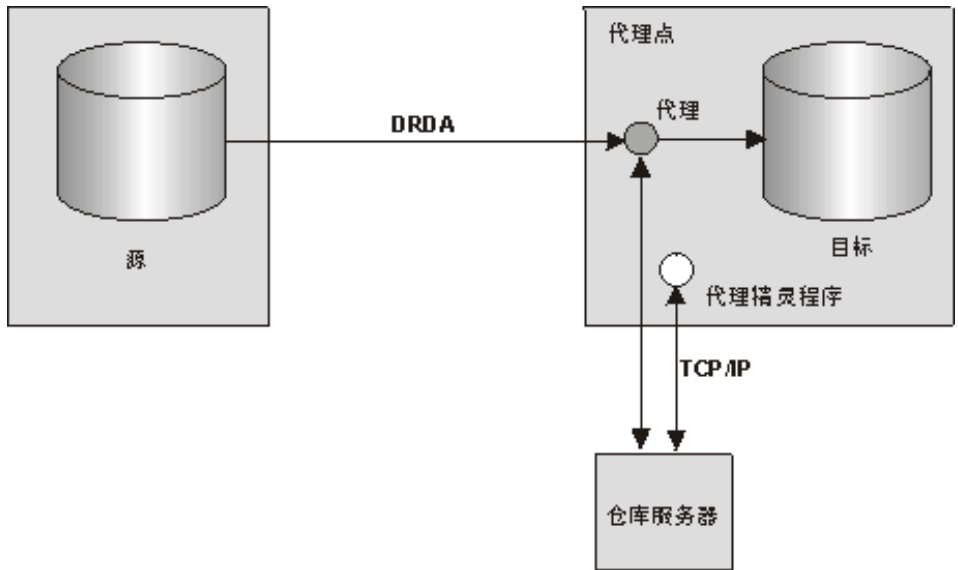 代理点
代理
DRDA
源
目标
代理精灵程序
TCP/IP
仓库服务器